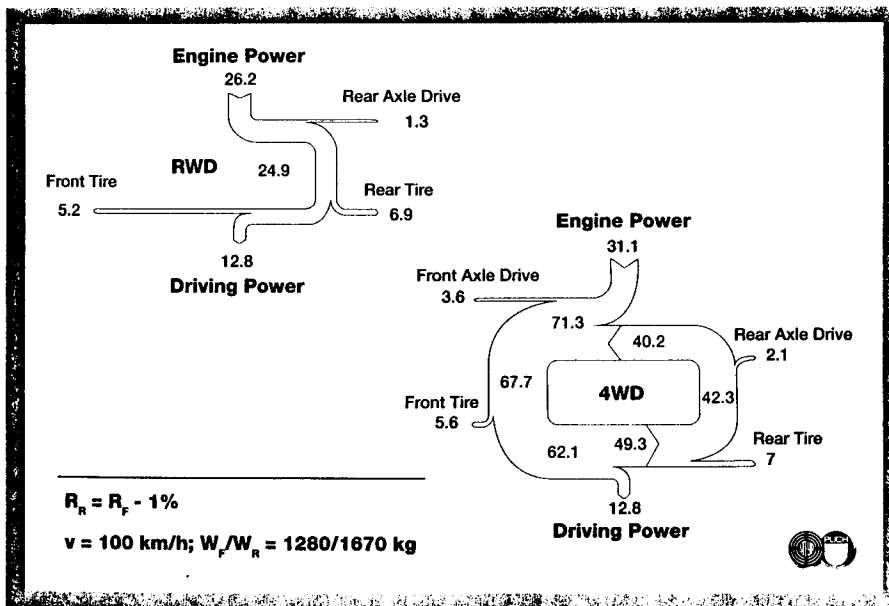 Engine Power
26.2
Rear Axle Drive
1.3
RWD
24.9
Front Tire
5.2
Rear Tire
6.9
12.8
Driving Power
Engine Power
31.1
Front Axle Drive
3.6
71.3
40.2
Rear Axle Drive
2.1
67.7
4WD
42.3
Front Tire
5.6
62.1
49.3
Rear Tire
7
12.8
Driving Power
R_R = R_F - 1%
v = 100 km/h; W_F/W_R = 1280/1670 kg
PUCH